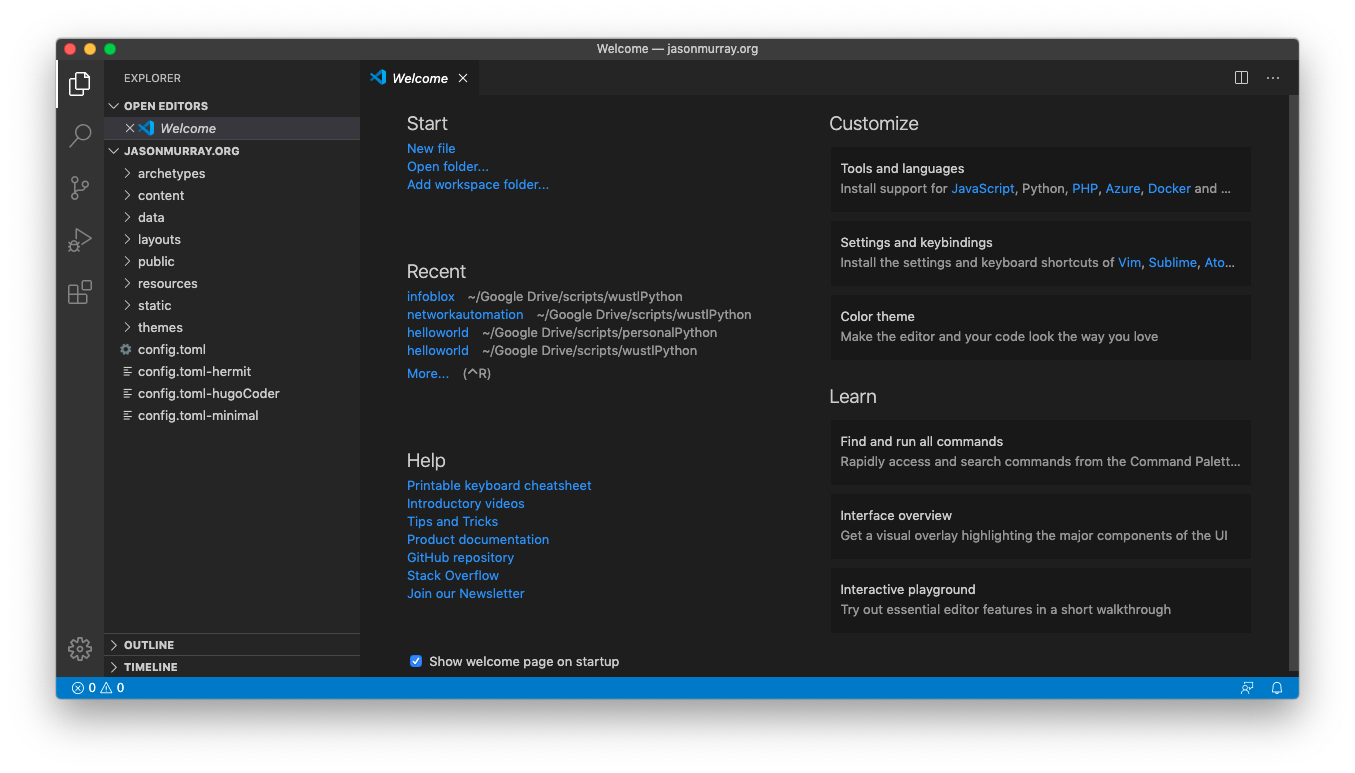 Welcome — jasonmurray.org
EXPLORER
OPEN EDITORS
Welcome
JASONMURRAY.ORG
archetypes
content
data
layouts
public
resources
static
themes
config.toml
config.toml-hermit
config.toml-hugoCoder
config.toml-minimal
OUTLINE
TIMELINE
Welcome
Start
New file
Open folder...
Add workspace folder...
Recent
infoblox ~/Google Drive/scripts/wustlPython
networkautomation ~/Google Drive/scripts/wustlPython
helloworld ~/Google Drive/scripts/personalPython
helloworld ~/Google Drive/scripts/wustlPython
More... (^R)
Help
Printable keyboard cheatsheet
Introductory videos
Tips and Tricks
Product documentation
GitHub repository
Stack Overflow
Join our Newsletter
Show welcome page on startup
Customize
Tools and languages
Install support for JavaScript, Python, PHP, Azure, Docker and ...
Settings and keybindings
Install the settings and keyboard shortcuts of Vim, Sublime, Ato...
Color theme
Make the editor and your code look the way you love
Learn
Find and run all commands
Rapidly access and search commands from the Command Palett...
Interface overview
Get a visual overlay highlighting the major components of the UI
Interactive playground
Try out essential editor features in a short walkthrough
0 0